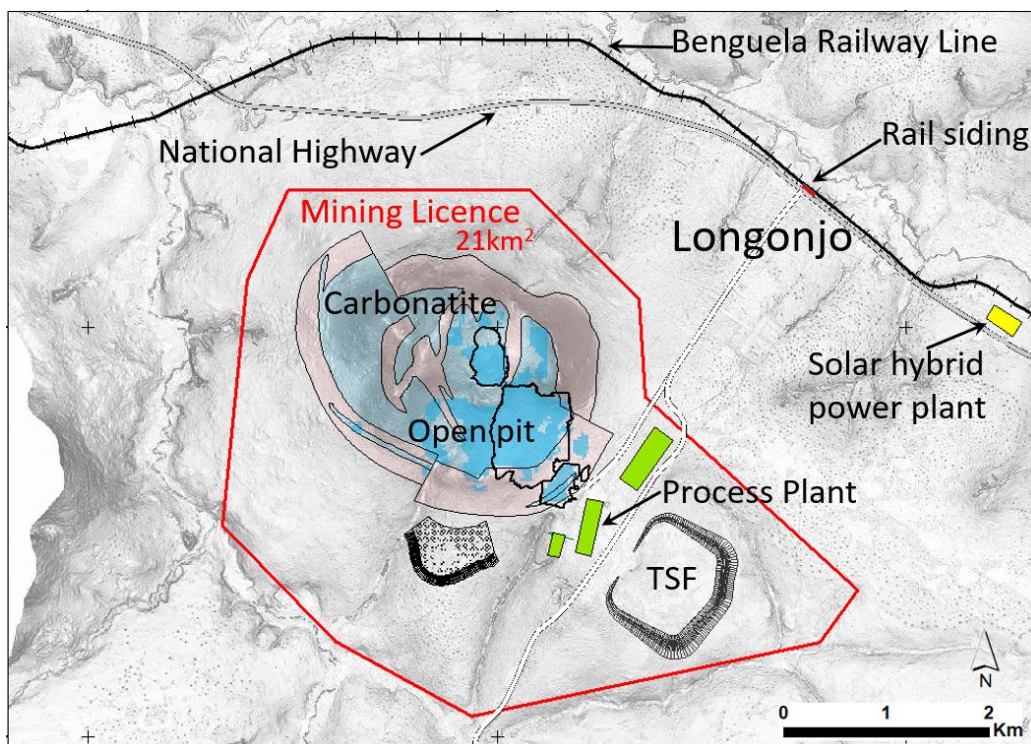 Benguela Railway Line
Rail siding
National Highway
Mining Licence
21km²
Longonjo
Carbonatite
Solar hybrid
power plant
Open pit
Process Plant
TSF
N
0 1 2
Km